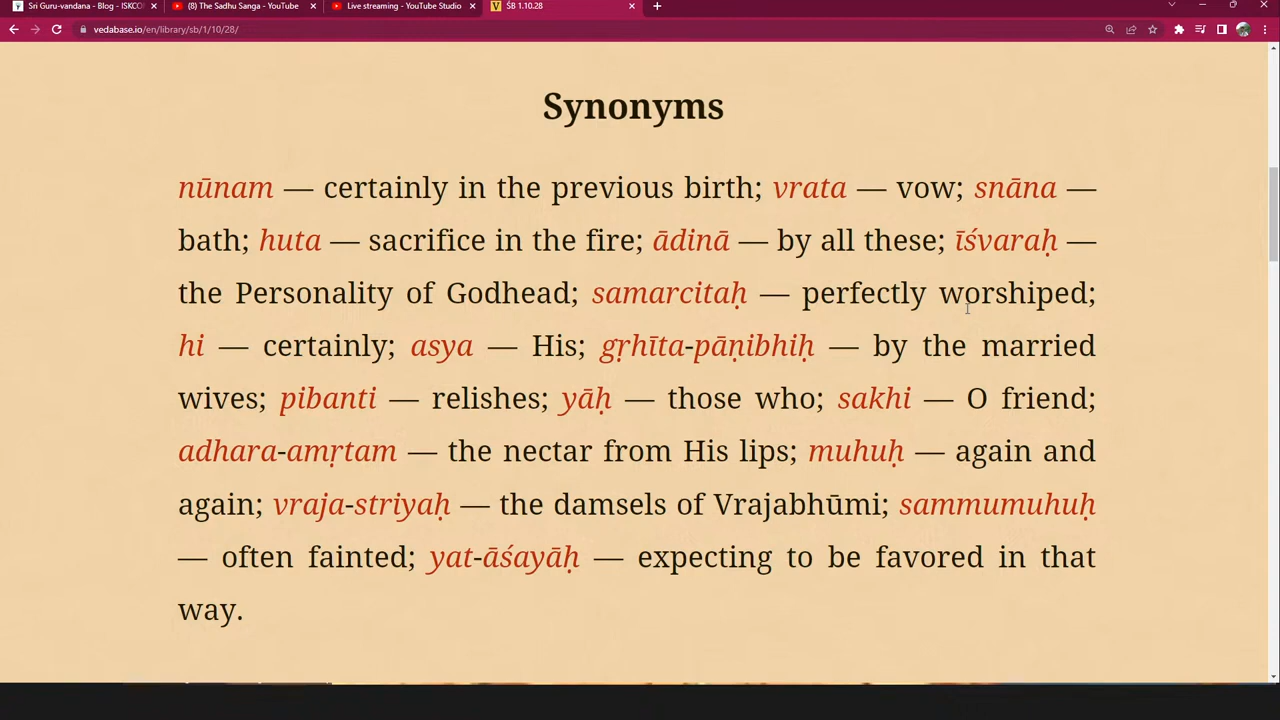 Sri Guru-vandana - Blog - ISKCO
(8) The Sadhu Sanga - YouTube
Live streaming - YouTube Studio
ŚB 1.10.28
vedabase.io/en/library/sb/1/10/28/
Synonyms
nūnam — certainly in the previous birth; vrata — vow; snāna —
bath; huta — sacrifice in the fire; ādinā — by all these; īśvaraḥ —
the Personality of Godhead; samarcitaḥ — perfectly worshiped;
hi — certainly; asya — His; gṛhīta-pāṇibhiḥ — by the married
wives; pibanti — relishes; yāḥ — those who; sakhi — O friend;
adhara-amṛtam — the nectar from His lips; muhuḥ — again and
again; vraja-striyaḥ — the damsels of Vrajabhūmi; sammumuhuḥ
— often fainted; yat-āśayāḥ — expecting to be favored in that
way.